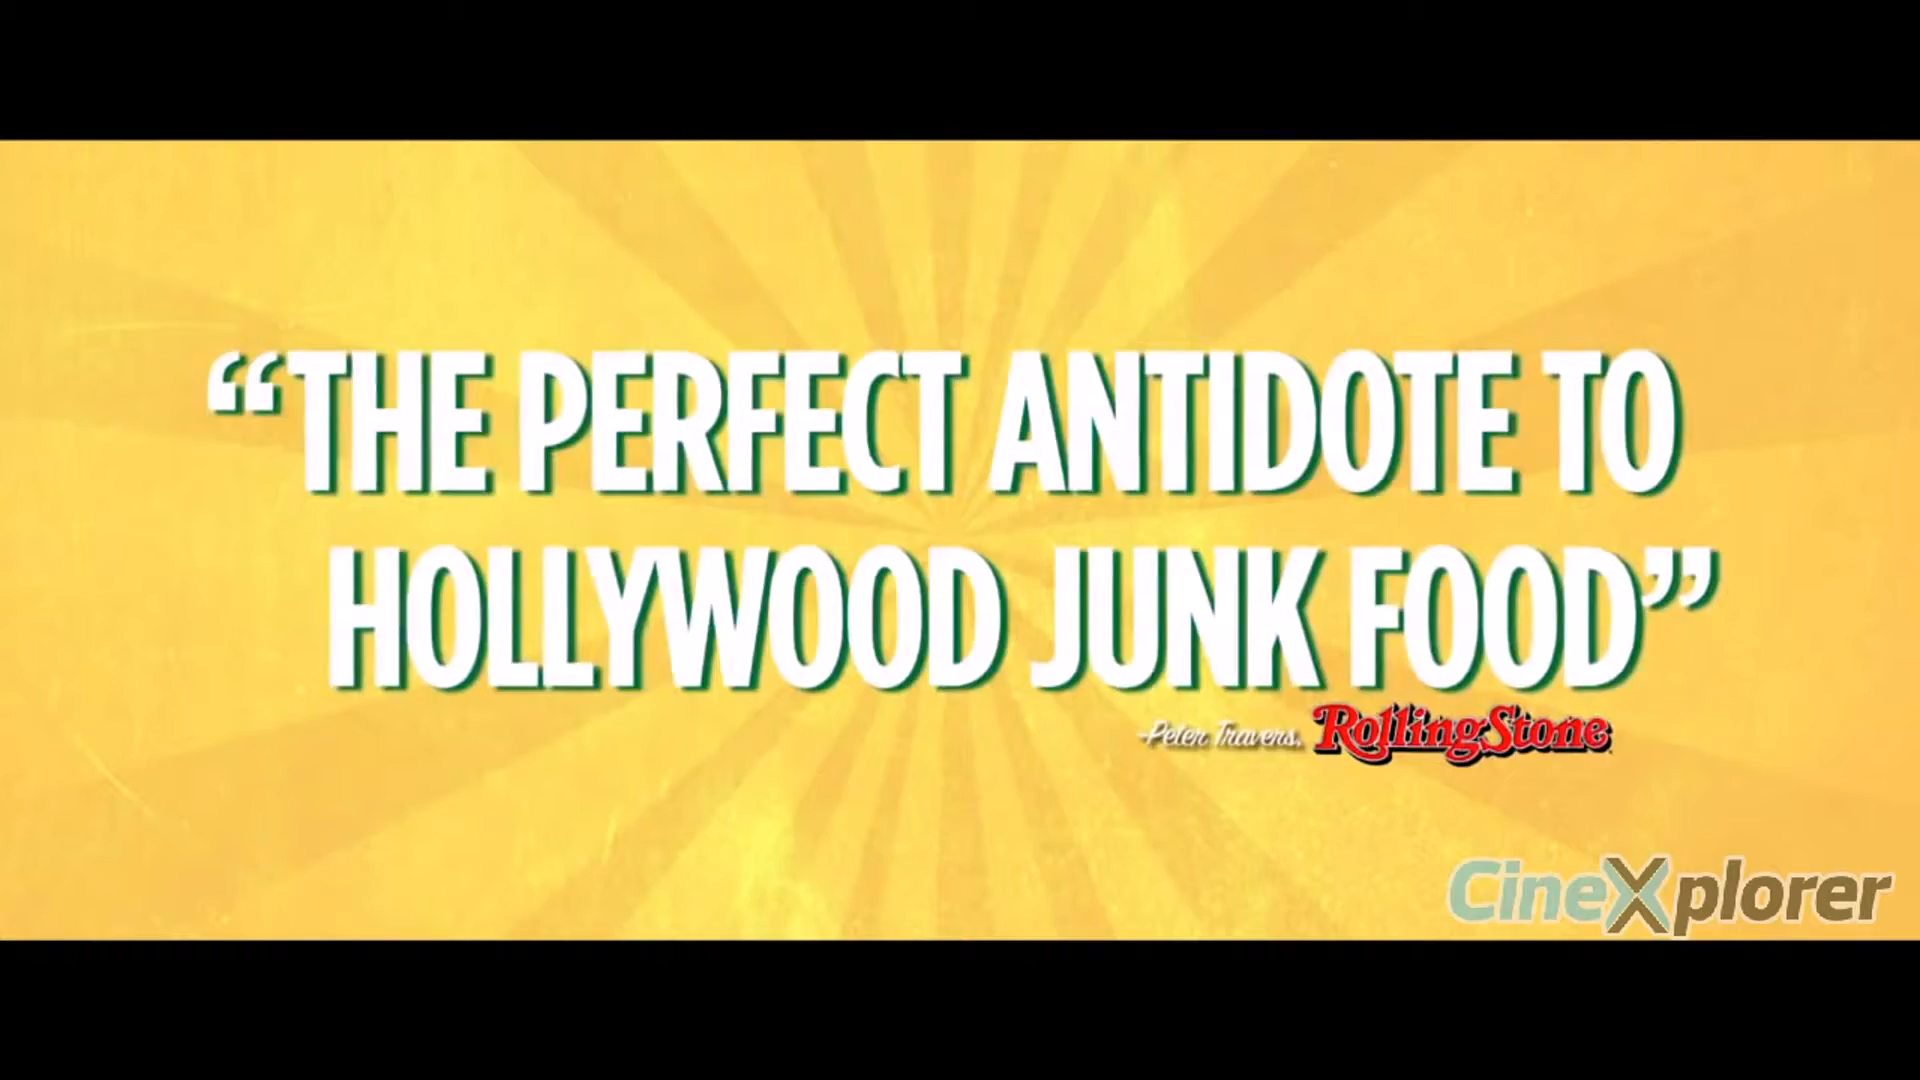 “THE PERFECT ANTIDOTE TO
HOLLYWOOD JUNK FOOD”
-Peter Travers, RollingStone
CineXplorer